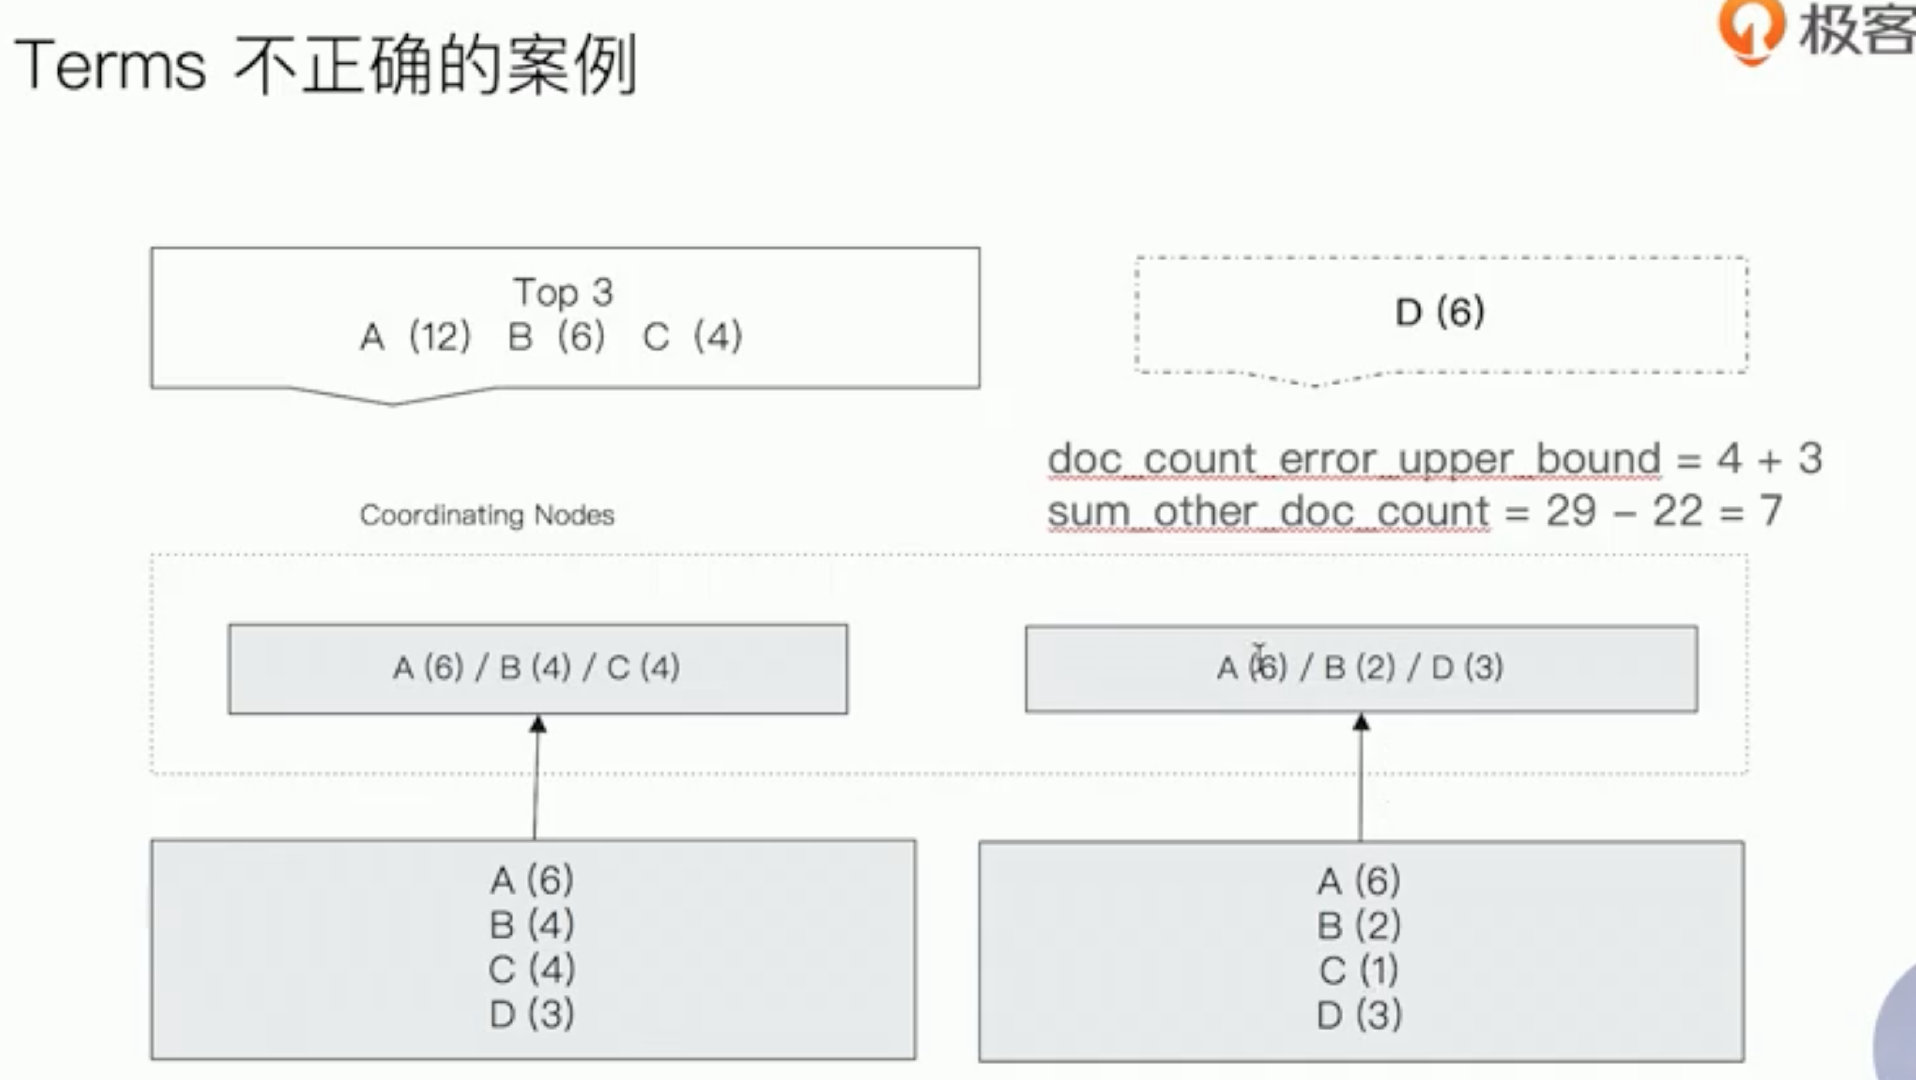 Terms 不正确的案例
极客
Top 3
A (12) B (6) C (4)
D (6)
doc_count_error_upper_bound = 4 + 3
sum_other_doc_count = 29 – 22 = 7
Coordinating Nodes
A (6) / B (4) / C (4)
A (6) / B (2) / D (3)
A (6)
B (4)
C (4)
D (3)
A (6)
B (2)
C (1)
D (3)